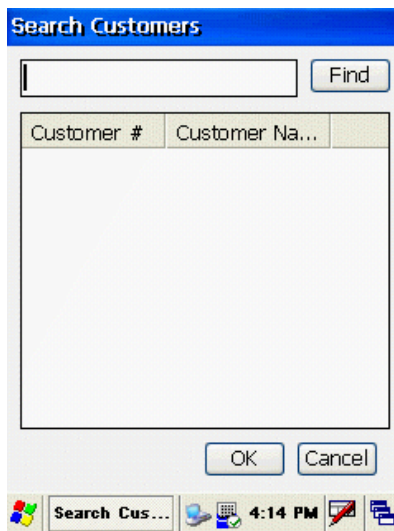 Search Customers
Find
Customer # Customer Na...
OK Cancel
Search Cus... 4:14 PM